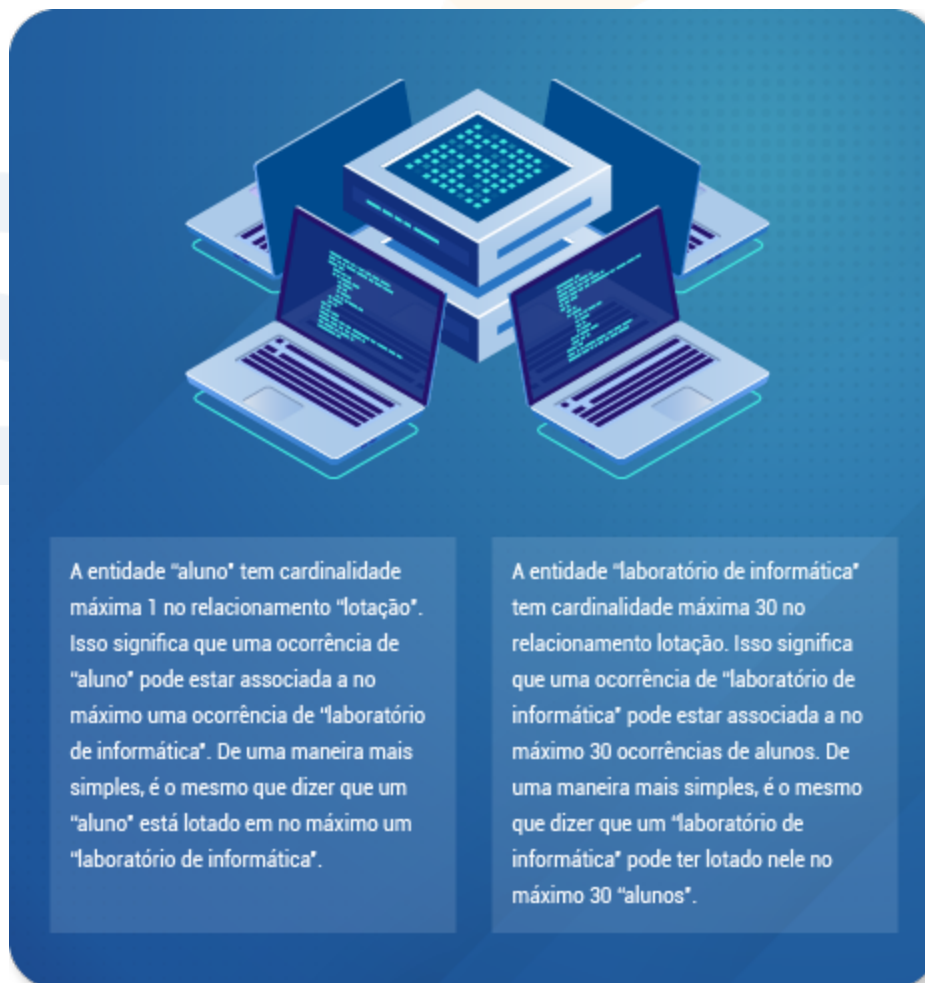 A entidade “aluno” tem cardinalidade
máxima 1 no relacionamento “lotação”.
Isso significa que uma ocorrência de
“aluno” pode estar associada a no
máximo uma ocorrência de “laboratório
de informática”. De uma maneira mais
simples, é o mesmo que dizer que um
“aluno” está lotado em no máximo um
“laboratório de informática”.
A entidade “laboratório de informática”
tem cardinalidade máxima 30 no
relacionamento lotação. Isso significa
que uma ocorrência de “laboratório de
informática” pode estar associada a no
máximo 30 ocorrências de alunos. De
uma maneira mais simples, é o mesmo
que dizer que um “laboratório de
informática” pode ter lotado nele no
máximo 30 “alunos”.